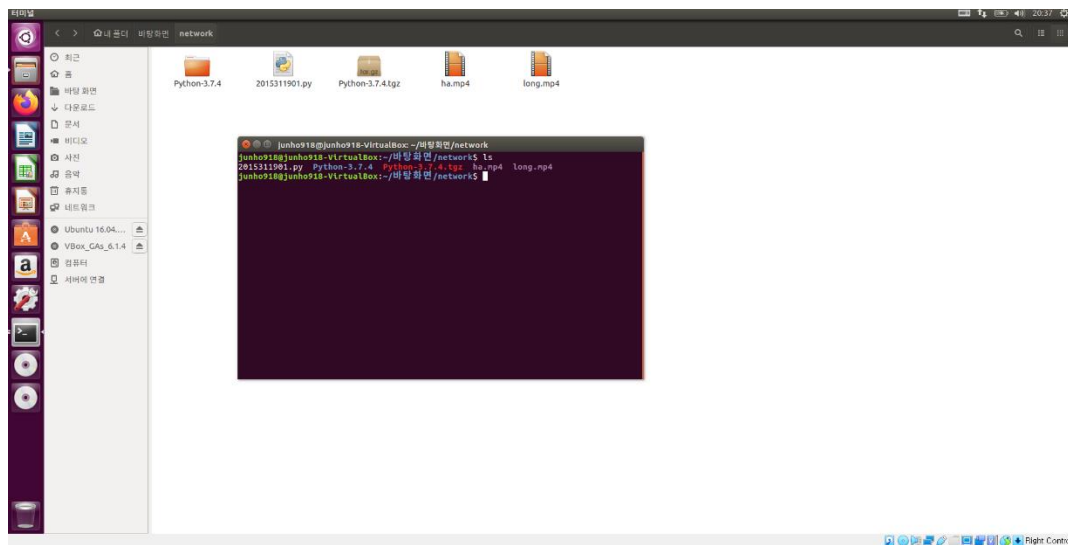 터미널
20:37
내 폴더 바탕화면 network
최근
홈
바탕 화면
다운로드
문서
비디오
사진
음악
휴지통
네트워크
Ubuntu 16.04....
VBox_GAs_6.1.4
컴퓨터
서버에 연결
Python-3.7.4
2015311901.py
tar.gz
Python-3.7.4.tgz
ha.mp4
long.mp4
junho918@junho918-VirtualBox: ~/바탕화면/network
junho918@junho918-VirtualBox:~/바탕화면/network$ ls
2015311901.py Python-3.7.4 Python-3.7.4.tgz ha.mp4 long.mp4
junho918@junho918-VirtualBox:~/바탕화면/network$
Right Contr